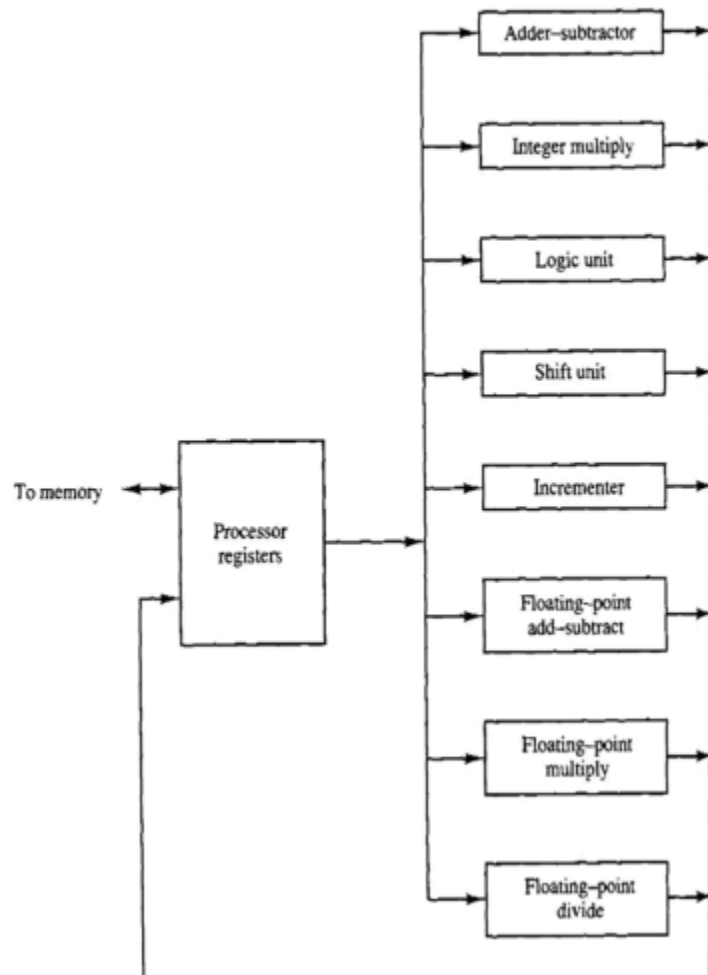 Adder-subtractor
Integer multiply
Logic unit
Shift unit
To memory
Processor
registers
Incrementer
Floating-point
add-subtract
Floating-point
multiply
Floating-point
divide